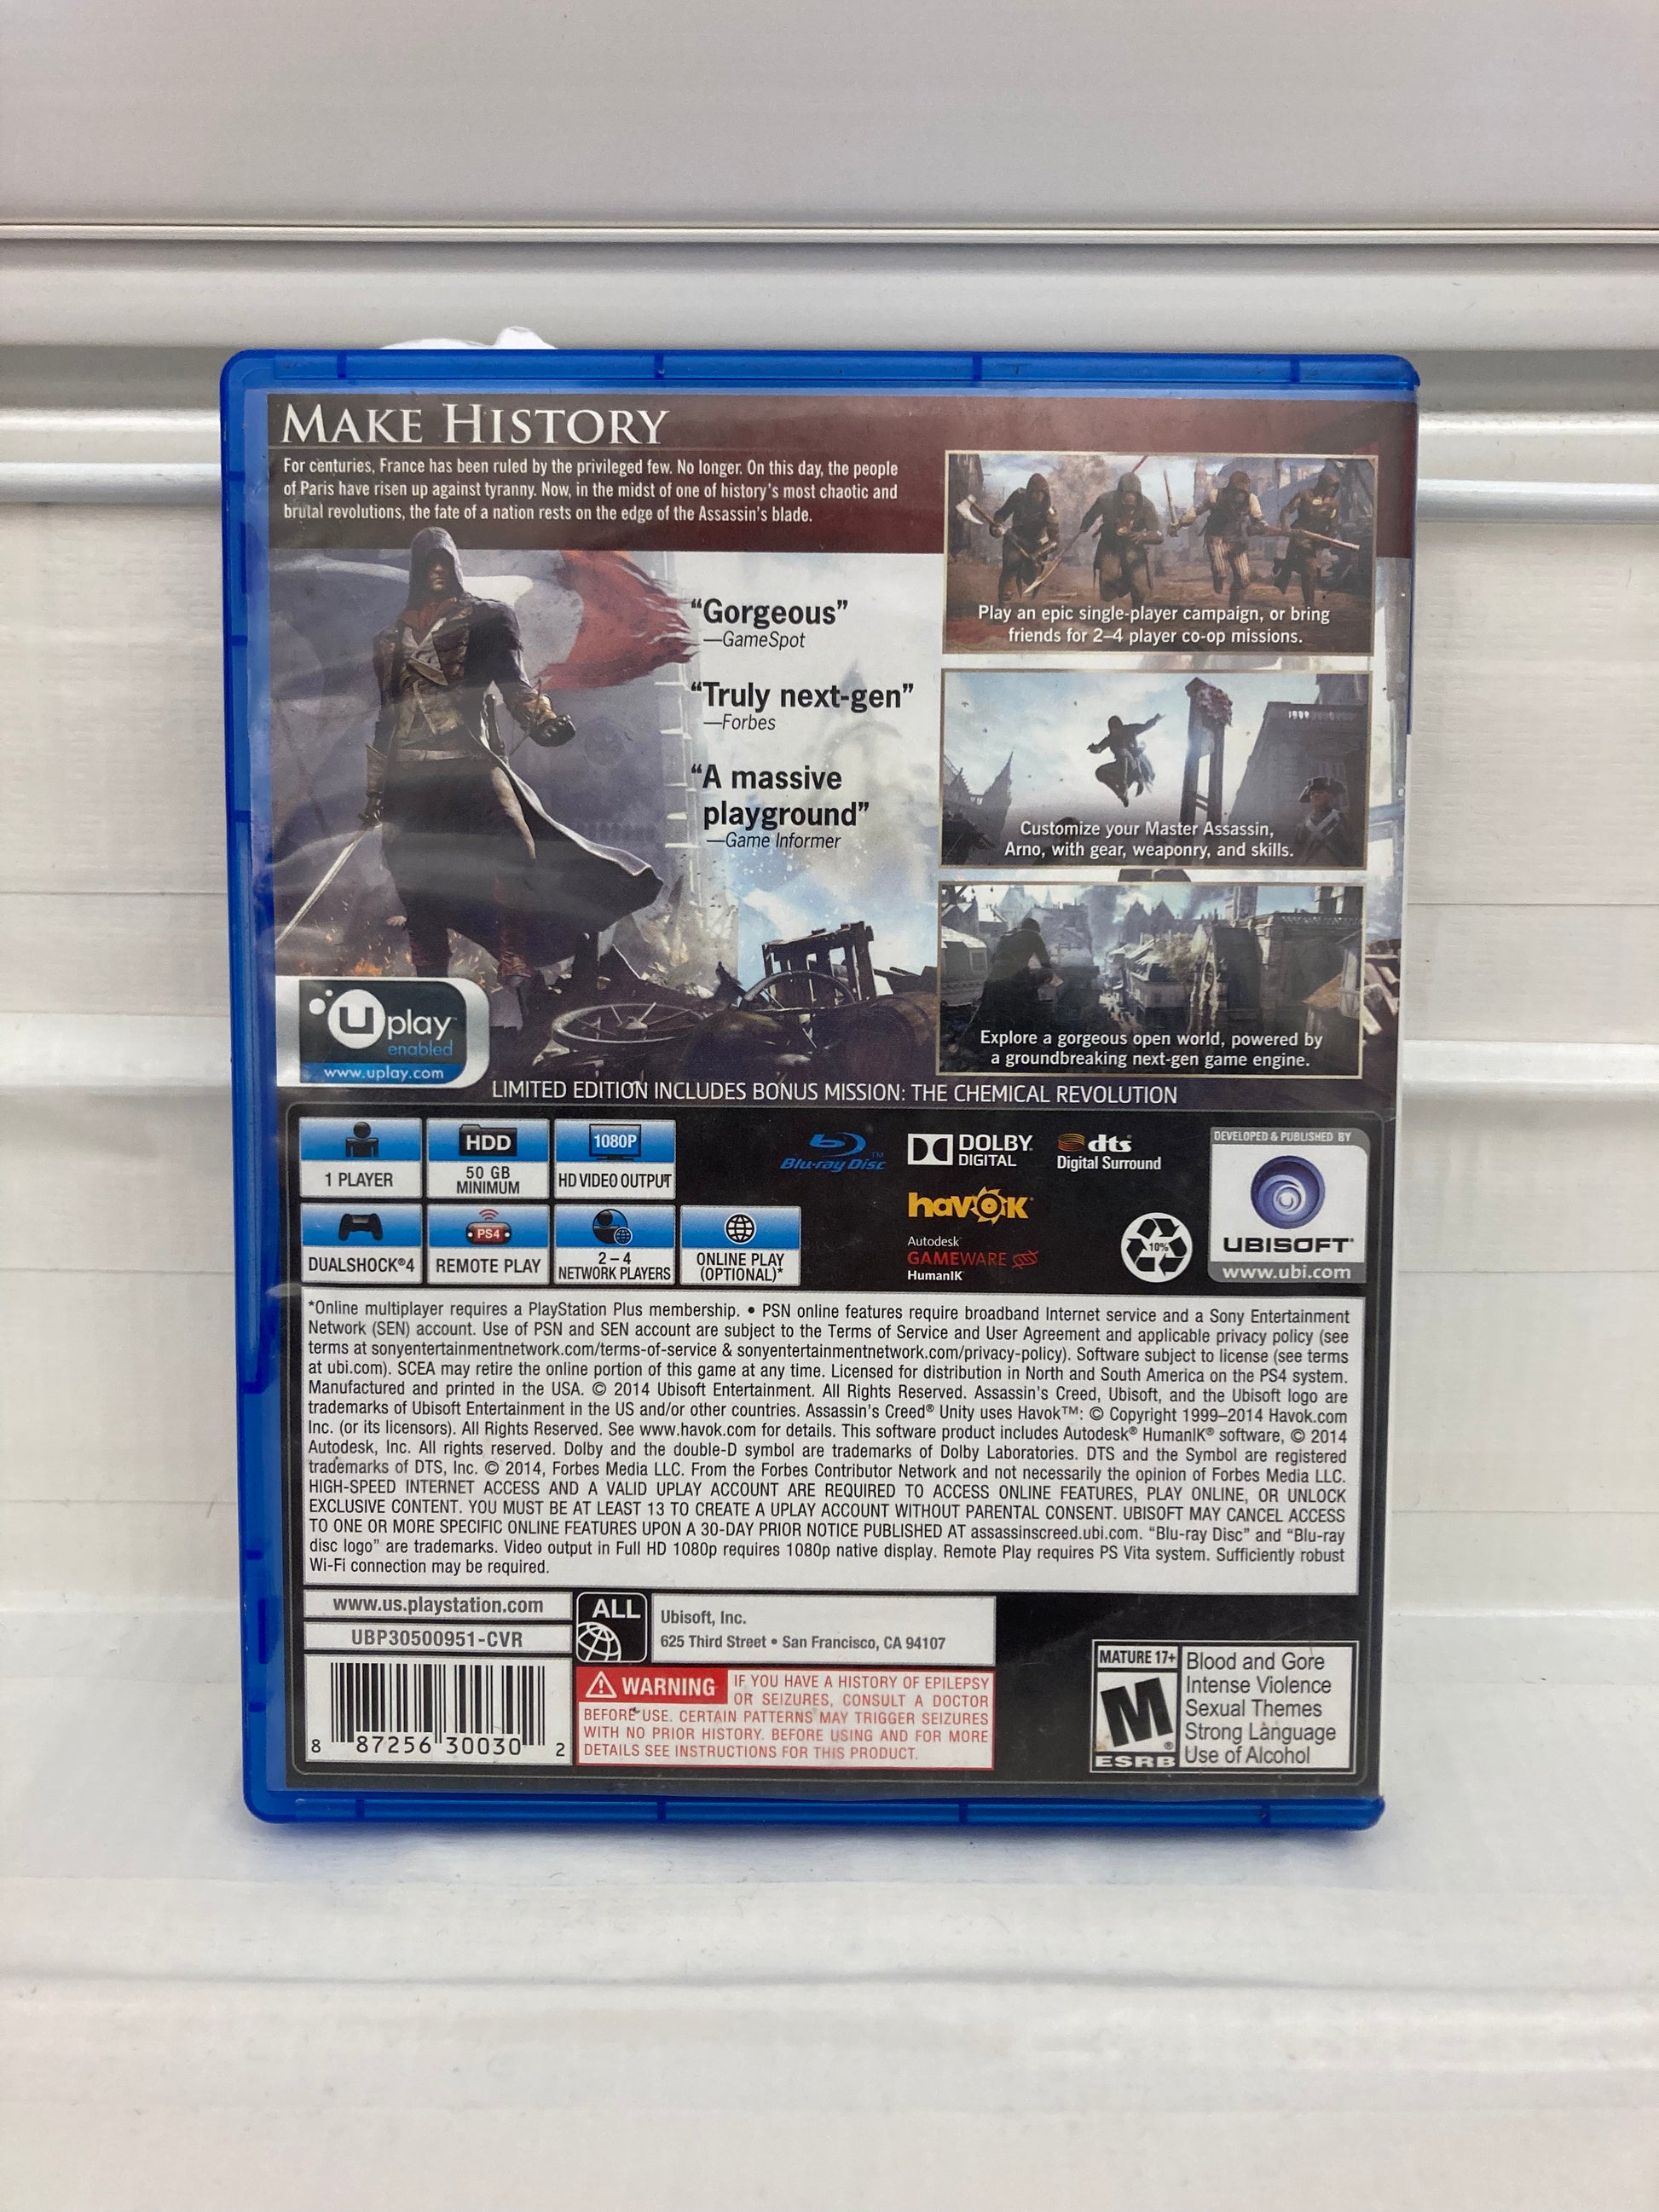 MAKE HISTORY
For centuries, France has been ruled by the privileged few. No longer. On this day, the people
of Paris have risen up against tyranny. Now, in the midst of one of history's most chaotic and
brutal revolutions, the fate of a nation rests on the edge of the Assassin's blade.
“Gorgeous”
—GameSpot
“Truly next-gen”
—Forbes
“A massive
playground”
—Game Informer
Play an epic single-player campaign, or bring
friends for 2–4 player co-op missions.
Customize your Master Assassin,
Arno, with gear, weaponry, and skills.
Explore a gorgeous open world, powered by
a groundbreaking next-gen game engine.
Uplay™
enabled
www.uplay.com
LIMITED EDITION INCLUDES BONUS MISSION: THE CHEMICAL REVOLUTION
1 PLAYER
HDD
50 GB
MINIMUM
1080P
HD VIDEO OUTPUT
DUALSHOCK®4
PS4
REMOTE PLAY
2 – 4
NETWORK PLAYERS
ONLINE PLAY
(OPTIONAL)*
Blu-ray Disc™
DOLBY®
DIGITAL
dts®
Digital Surround
havok®
Autodesk®
GAMEWARE
HumanIK®
10%
DEVELOPED & PUBLISHED BY
UBISOFT®
www.ubi.com
*Online multiplayer requires a PlayStation Plus membership. • PSN online features require broadband Internet service and a Sony Entertainment
Network (SEN) account. Use of PSN and SEN account are subject to the Terms of Service and User Agreement and applicable privacy policy (see
terms at sonyentertainmentnetwork.com/terms-of-service & sonyentertainmentnetwork.com/privacy-policy). Software subject to license (see terms
at ubi.com). SCEA may retire the online portion of this game at any time. Licensed for distribution in North and South America on the PS4 system.
Manufactured and printed in the USA. © 2014 Ubisoft Entertainment. All Rights Reserved. Assassin's Creed, Ubisoft, and the Ubisoft logo are
trademarks of Ubisoft Entertainment in the US and/or other countries. Assassin's Creed® Unity uses Havok™: © Copyright 1999–2014 Havok.com
Inc. (or its licensors). All Rights Reserved. See www.havok.com for details. This software product includes Autodesk® HumanIK® software, © 2014
Autodesk, Inc. All rights reserved. Dolby and the double-D symbol are trademarks of Dolby Laboratories. DTS and the Symbol are registered
trademarks of DTS, Inc. © 2014, Forbes Media LLC. From the Forbes Contributor Network and not necessarily the opinion of Forbes Media LLC.
HIGH-SPEED INTERNET ACCESS AND A VALID UPLAY ACCOUNT ARE REQUIRED TO ACCESS ONLINE FEATURES, PLAY ONLINE, OR UNLOCK
EXCLUSIVE CONTENT. YOU MUST BE AT LEAST 13 TO CREATE A UPLAY ACCOUNT WITHOUT PARENTAL CONSENT. UBISOFT MAY CANCEL ACCESS
TO ONE OR MORE SPECIFIC ONLINE FEATURES UPON A 30-DAY PRIOR NOTICE PUBLISHED AT assassinscreed.ubi.com. “Blu-ray Disc” and “Blu-ray
disc logo” are trademarks. Video output in Full HD 1080p requires 1080p native display. Remote Play requires PS Vita system. Sufficiently robust
Wi-Fi connection may be required.
www.us.playstation.com
UBP30500951-CVR
8 87256 30030 2
ALL
Ubisoft, Inc.
625 Third Street • San Francisco, CA 94107
WARNING IF YOU HAVE A HISTORY OF EPILEPSY
OR SEIZURES, CONSULT A DOCTOR
BEFORE USE. CERTAIN PATTERNS MAY TRIGGER SEIZURES
WITH NO PRIOR HISTORY. BEFORE USING AND FOR MORE
DETAILS SEE INSTRUCTIONS FOR THIS PRODUCT.
MATURE 17+
M®
ESRB
Blood and Gore
Intense Violence
Sexual Themes
Strong Language
Use of Alcohol